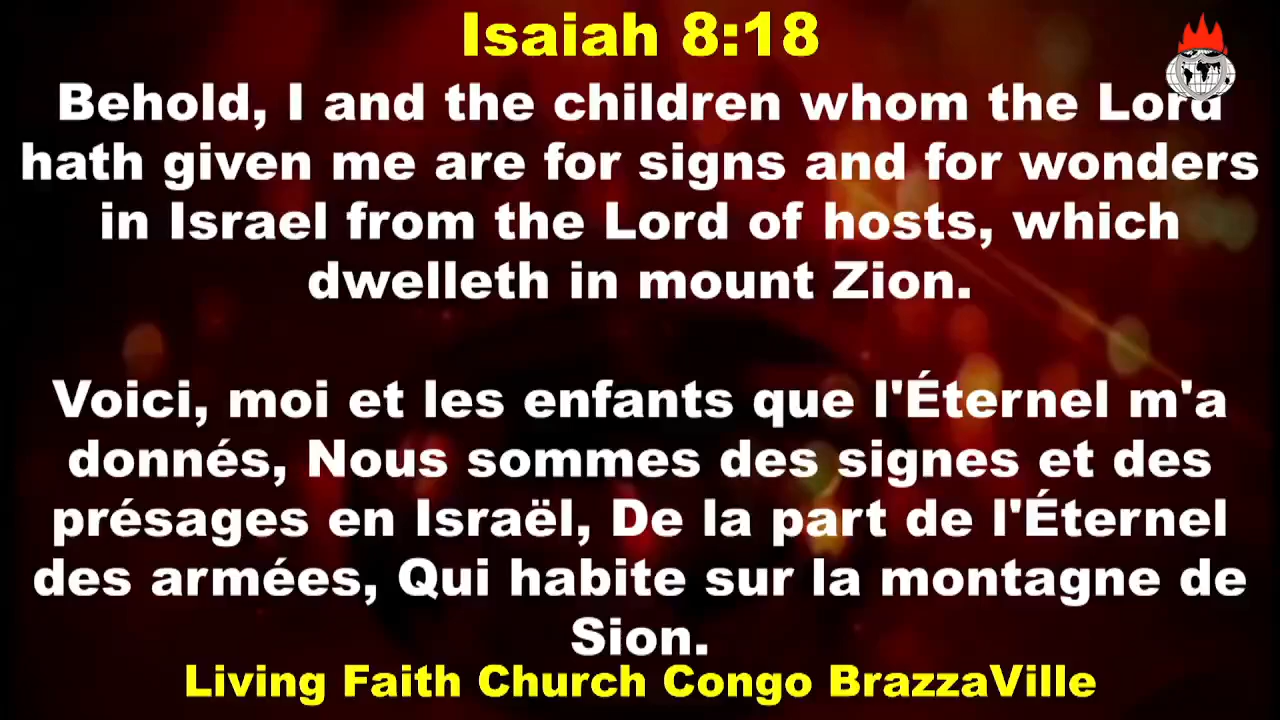 Isaiah 8:18
Behold, I and the children whom the Lord
hath given me are for signs and for wonders
in Israel from the Lord of hosts, which
dwelleth in mount Zion.
Voici, moi et les enfants que l'Éternel m'a
donnés, Nous sommes des signes et des
présages en Israël, De la part de l'Éternel
des armées, Qui habite sur la montagne de
Sion.
Living Faith Church Congo BrazzaVille